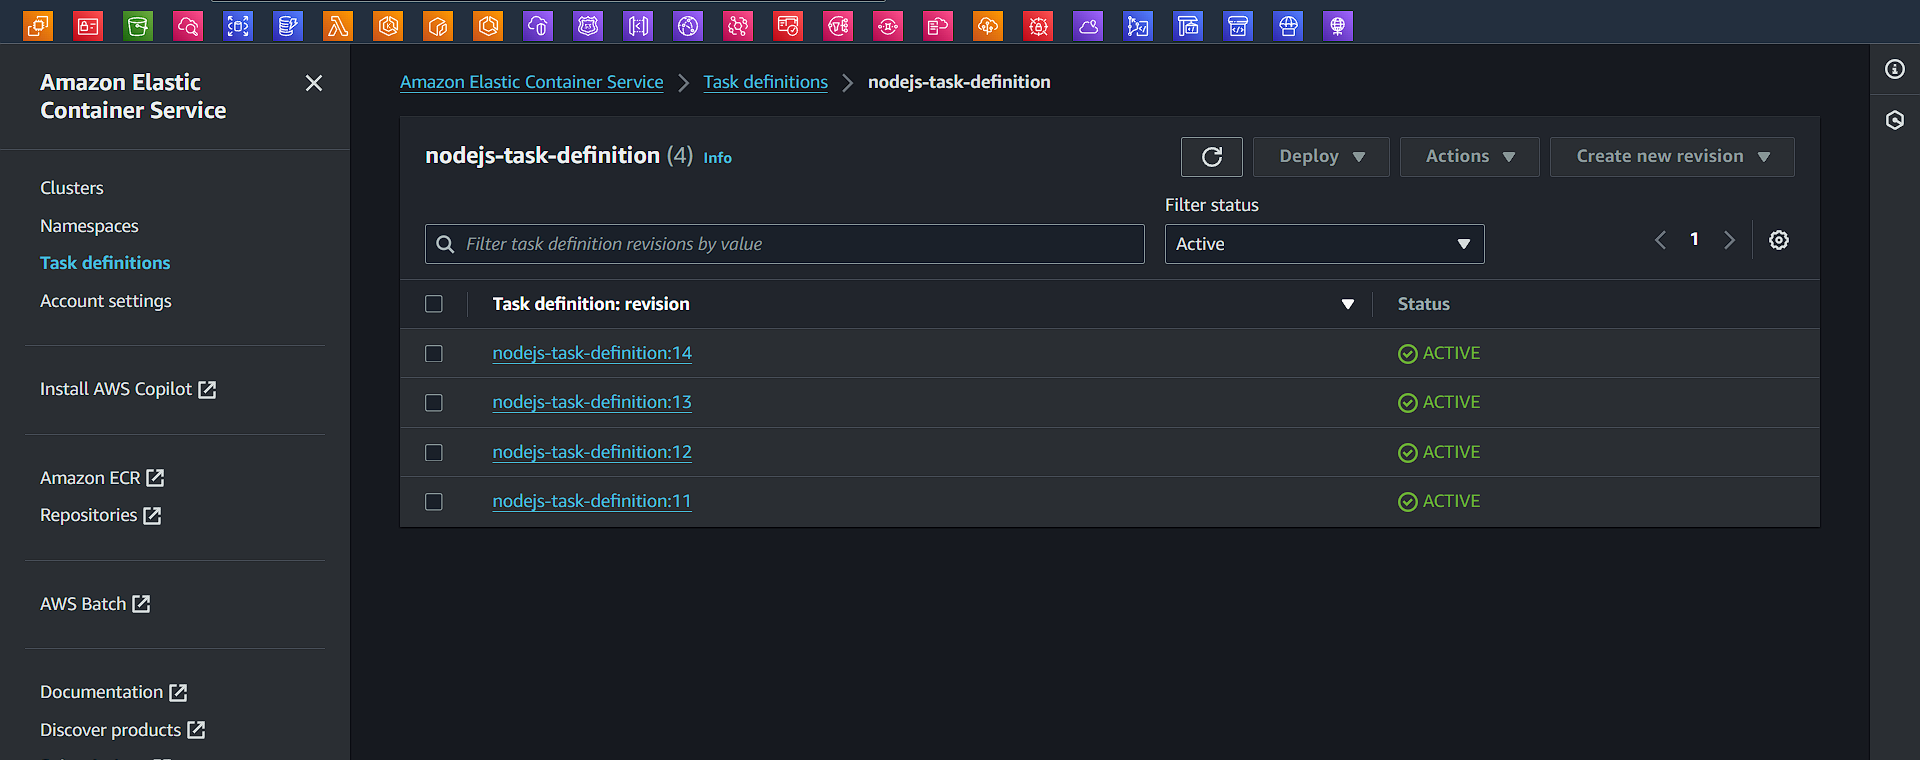 Amazon Elastic
Container Service
Clusters
Namespaces
Task definitions
Account settings
Install AWS Copilot
Amazon ECR
Repositories
AWS Batch
Documentation
Discover products
Amazon Elastic Container Service
Task definitions
nodejs-task-definition
nodejs-task-definition (4) Info
Deploy
Actions
Create new revision
Filter status
Filter task definition revisions by value
Active
1
Task definition: revision
Status
nodejs-task-definition:14 ACTIVE
nodejs-task-definition:13 ACTIVE
nodejs-task-definition:12 ACTIVE
nodejs-task-definition:11 ACTIVE